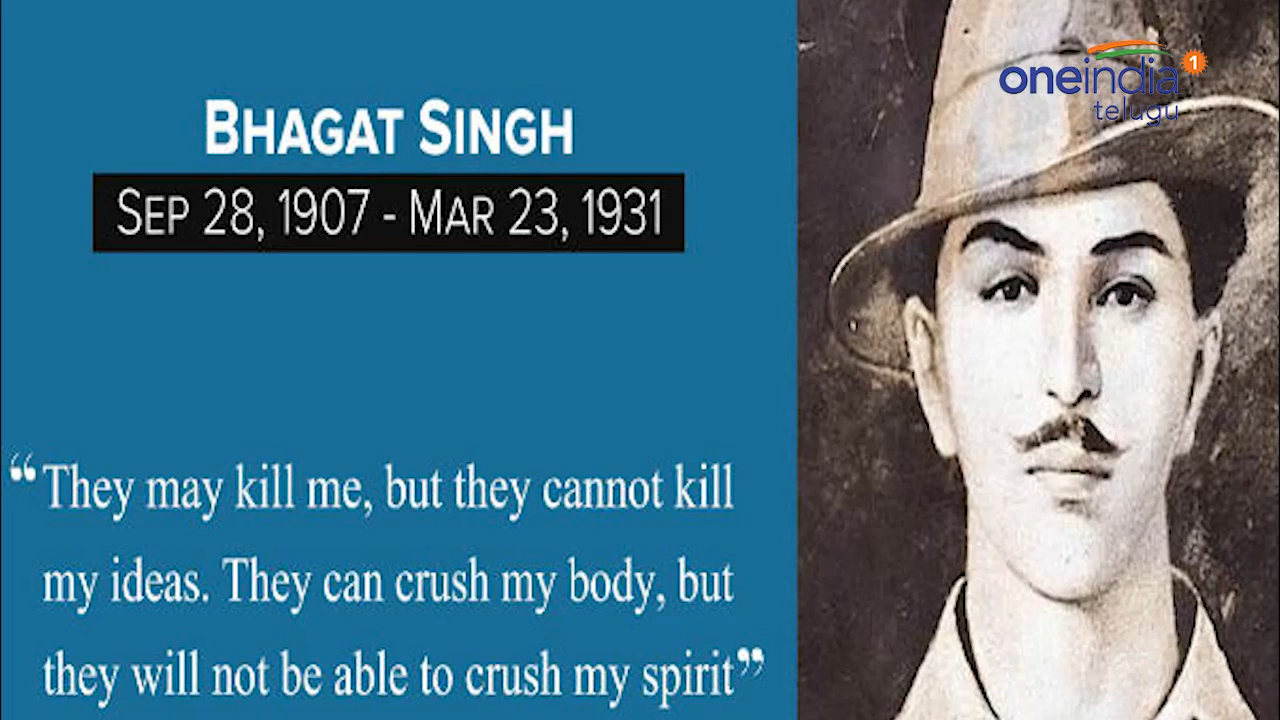 BHAGAT SINGH
SEP 28, 1907 - MAR 23, 1931
“They may kill me, but they cannot kill
my ideas. They can crush my body, but
they will not be able to crush my spirit”
oneindia 1
telugu